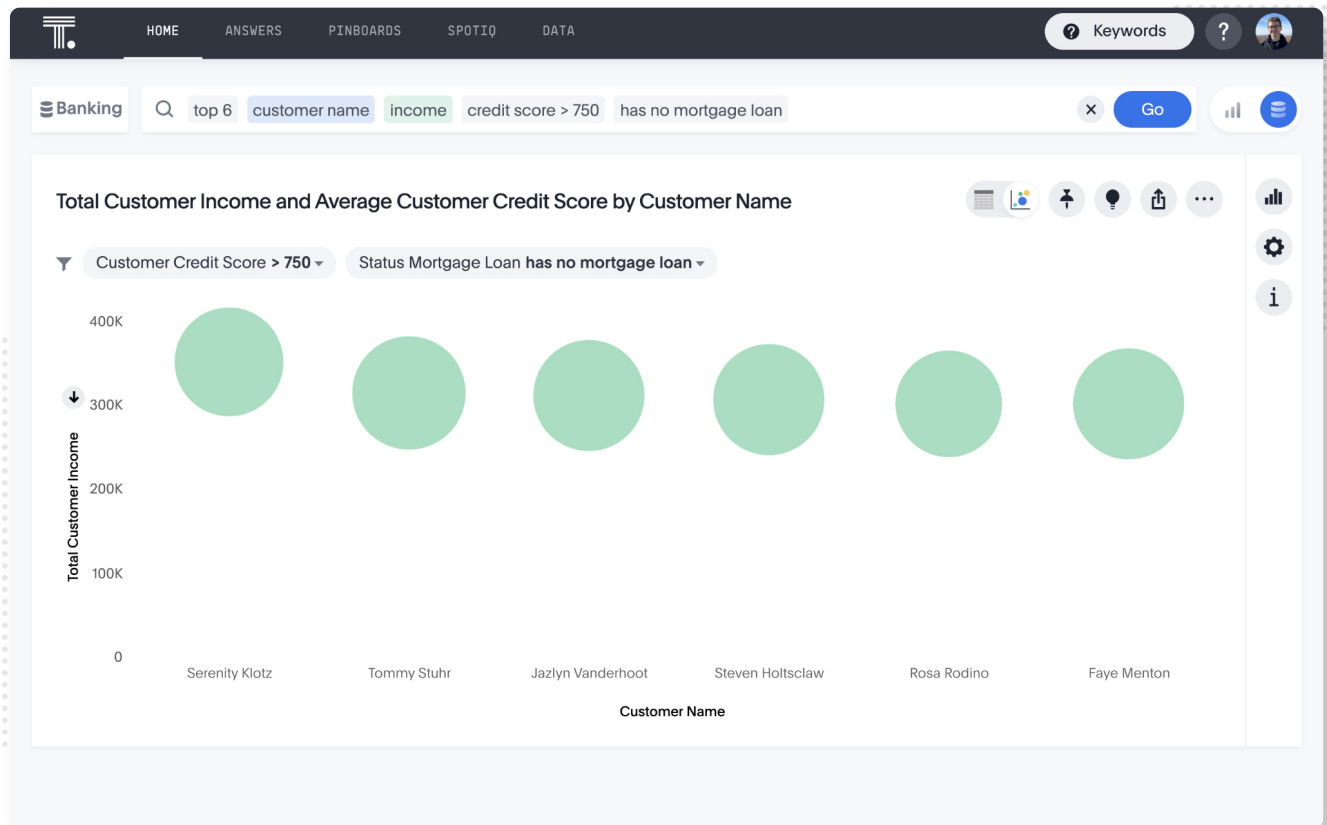 T.
HOME ANSWERS PINBOARDS SPOTIQ DATA
? Keywords ?
Banking top 6 customer name income credit score > 750 has no mortgage loan × Go
Total Customer Income and Average Customer Credit Score by Customer Name
Customer Credit Score > 750 Status Mortgage Loan has no mortgage loan
i
400K
300K
200K
100K
0
Total Customer Income
Serenity Klotz Tommy Stuhr Jazlyn Vanderhoot Steven Holtsclaw Rosa Rodino Faye Menton
Customer Name